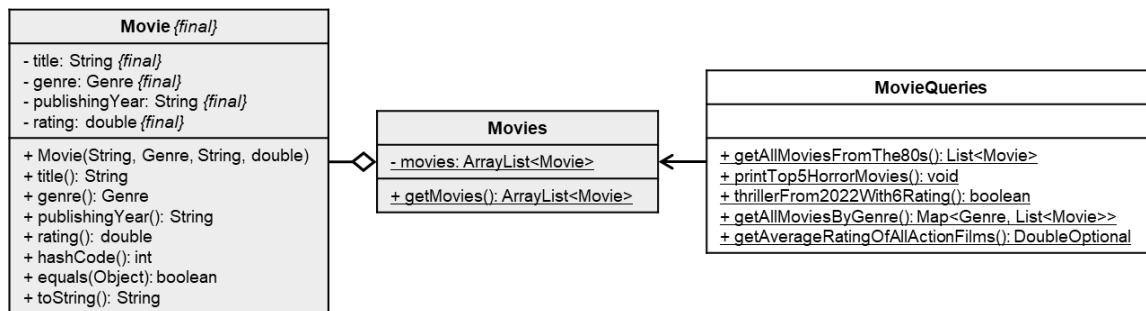 Movie {final}
- title: String {final}
- genre: Genre {final}
- publishingYear: String {final}
- rating: double {final}
+ Movie(String, Genre, String, double)
+ title(): String
+ genre(): Genre
+ publishingYear(): String
+ rating(): double
+ hashCode(): int
+ equals(Object): boolean
+ toString(): String
Movies
- movies: ArrayList<Movie>
+ getMovies(): ArrayList<Movie>
MovieQueries
+ getAllMoviesFromThe80s(): List<Movie>
+ printTop5HorrorMovies(): void
+ thrillerFrom2022With6Rating(): boolean
+ getAllMoviesByGenre(): Map<Genre, List<Movie>>
+ getAverageRatingOfAllActionFilms(): DoubleOptional